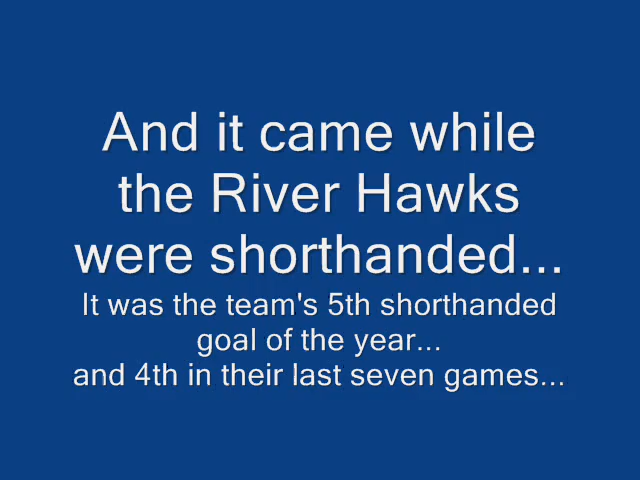 And it came while
the River Hawks
were shorthanded...
It was the team's 5th shorthanded
goal of the year...
and 4th in their last seven games...